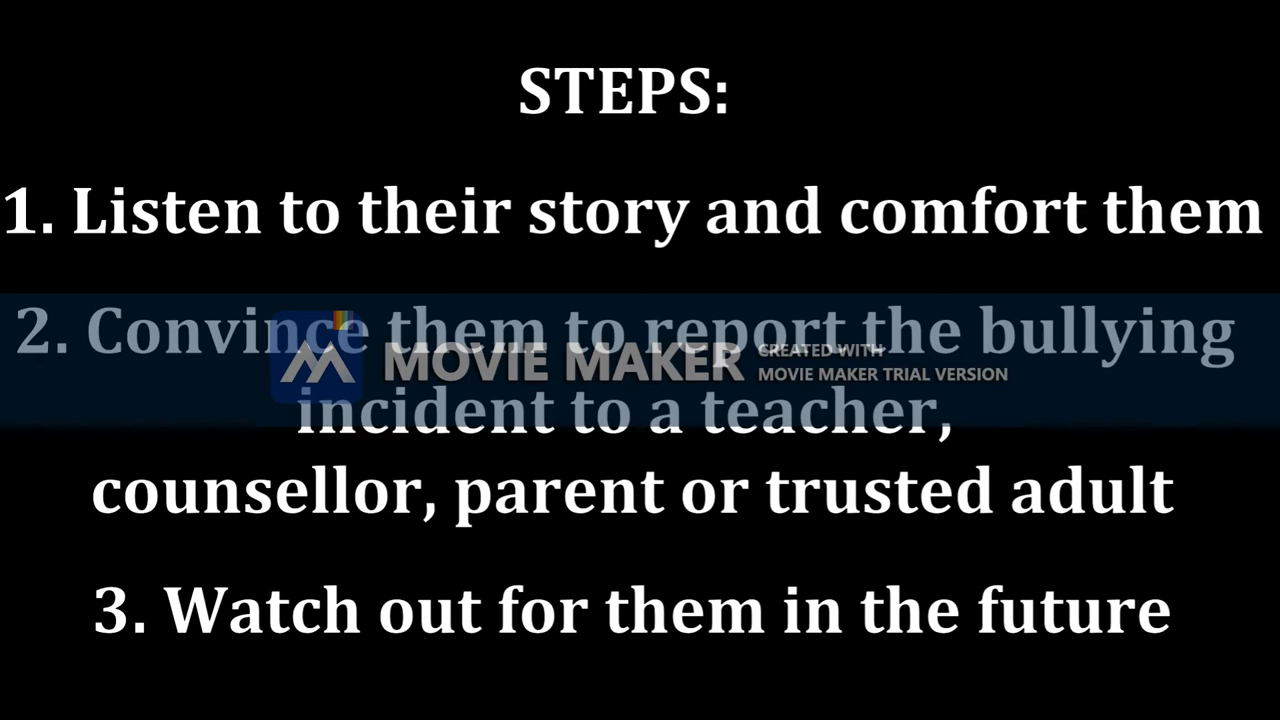 STEPS:
1. Listen to their story and comfort them
2. Convince them to report the bullying
MOVIE MAKER
CREATED WITH
MOVIE MAKER TRIAL VERSION
incident to a teacher,
counsellor, parent or trusted adult
3. Watch out for them in the future